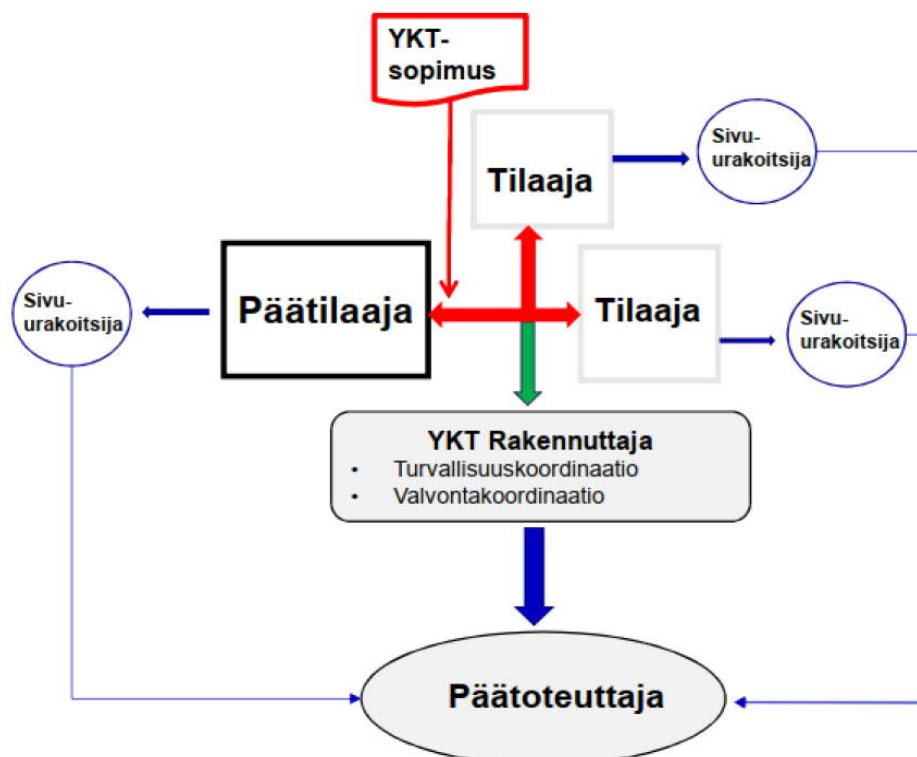 YKT-
sopimus
Sivu-
urakoitsija
Tilaaja
Päätilaaja
Tilaaja
Sivu-
urakoitsija
Sivu-
urakoitsija
YKT Rakennuttaja
• Turvallisuuskoordinaatio
• Valvontakoordinaatio
Päätoteuttaja